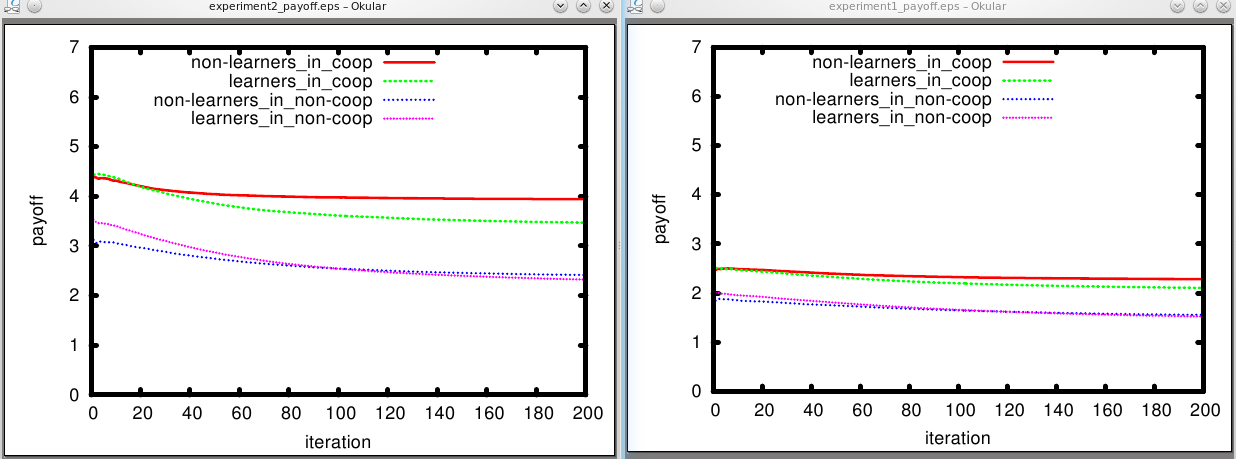 experiment2_payoff.eps – Okular
7
non-learners_in_coop
6
learners_in_coop
non-learners_in_non-coop
learners_in_non-coop
5
4
payoff
3
2
1
0
0 20 40 60 80 100 120 140 160 180 200
iteration
experiment1_payoff.eps – Okular
7
non-learners_in_coop
6
learners_in_coop
non-learners_in_non-coop
learners_in_non-coop
5
4
payoff
3
2
1
0
0 20 40 60 80 100 120 140 160 180 200
iteration